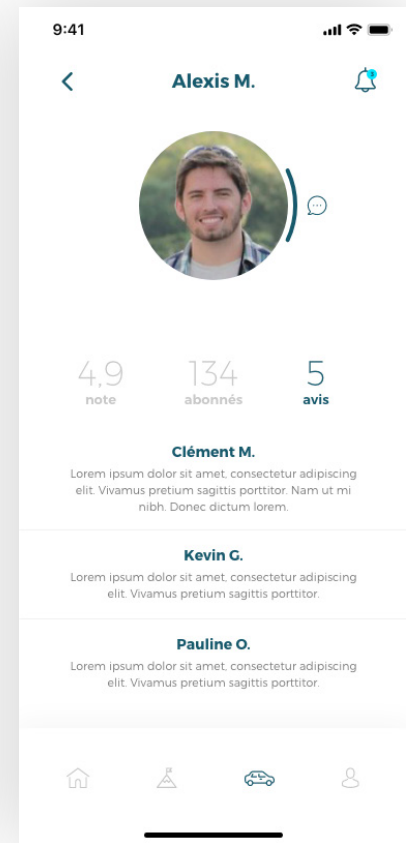 9:41
Alexis M.
4,9 134 5
note abonnés avis
Clément M.
Lorem ipsum dolor sit amet, consectetur adipiscing
elit. Vivamus pretium sagittis porttitor. Nam ut mi
nibh. Donec dictum lorem.
Kevin G.
Lorem ipsum dolor sit amet, consectetur adipiscing
elit. Vivamus pretium sagittis porttitor.
Pauline O.
Lorem ipsum dolor sit amet, consectetur adipiscing
elit. Vivamus pretium sagittis porttitor.